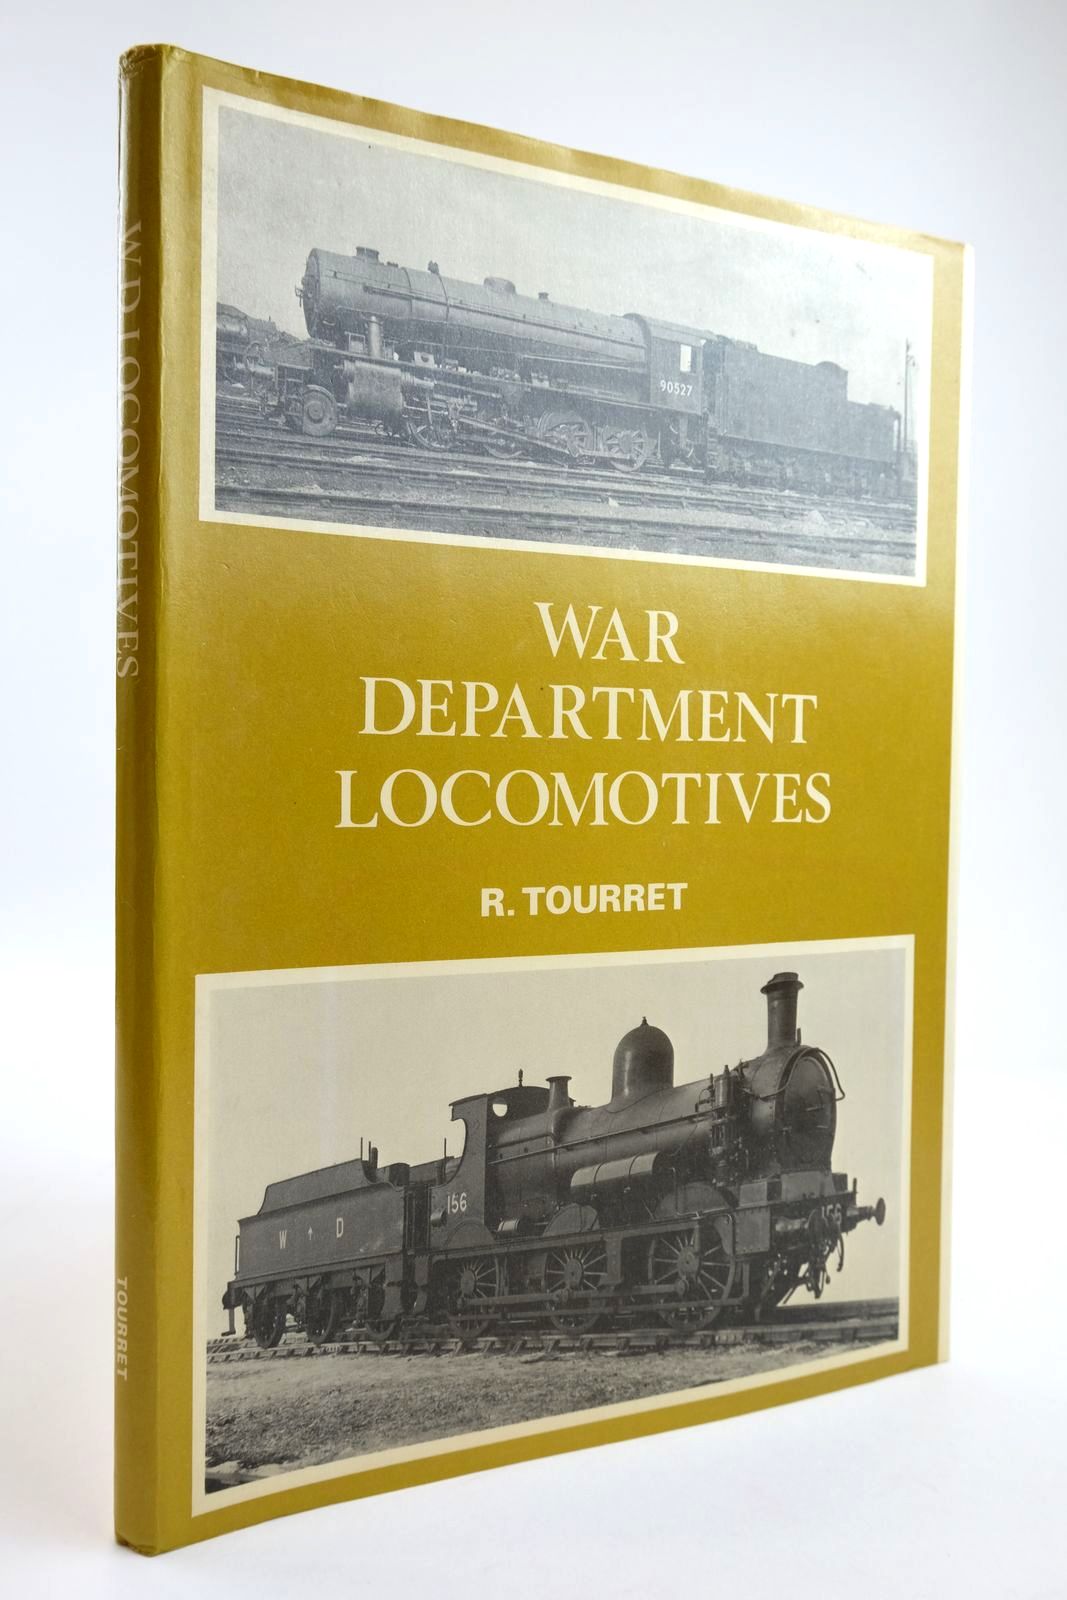 W.D. LOCOMOTIVES
TOURRET
90527
WAR
DEPARTMENT
LOCOMOTIVES
R. TOURRET
156
W ↑ D
156